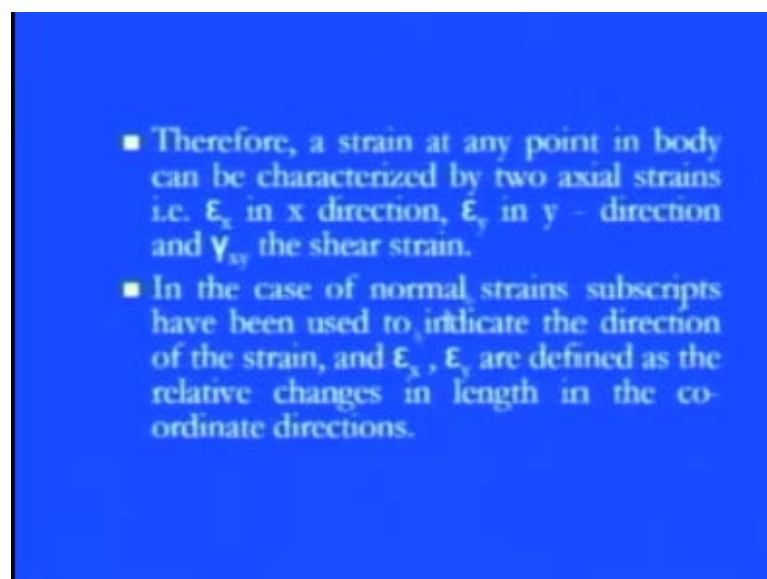 ▪ Therefore, a strain at any point in body
can be characterized by two axial strains
i.e. εx in x direction, εy in y - direction
and γxy the shear strain.
▪ In the case of normal strains subscripts
have been used to indicate the direction
of the strain, and εx , εy are defined as the
relative changes in length in the co-
ordinate directions.